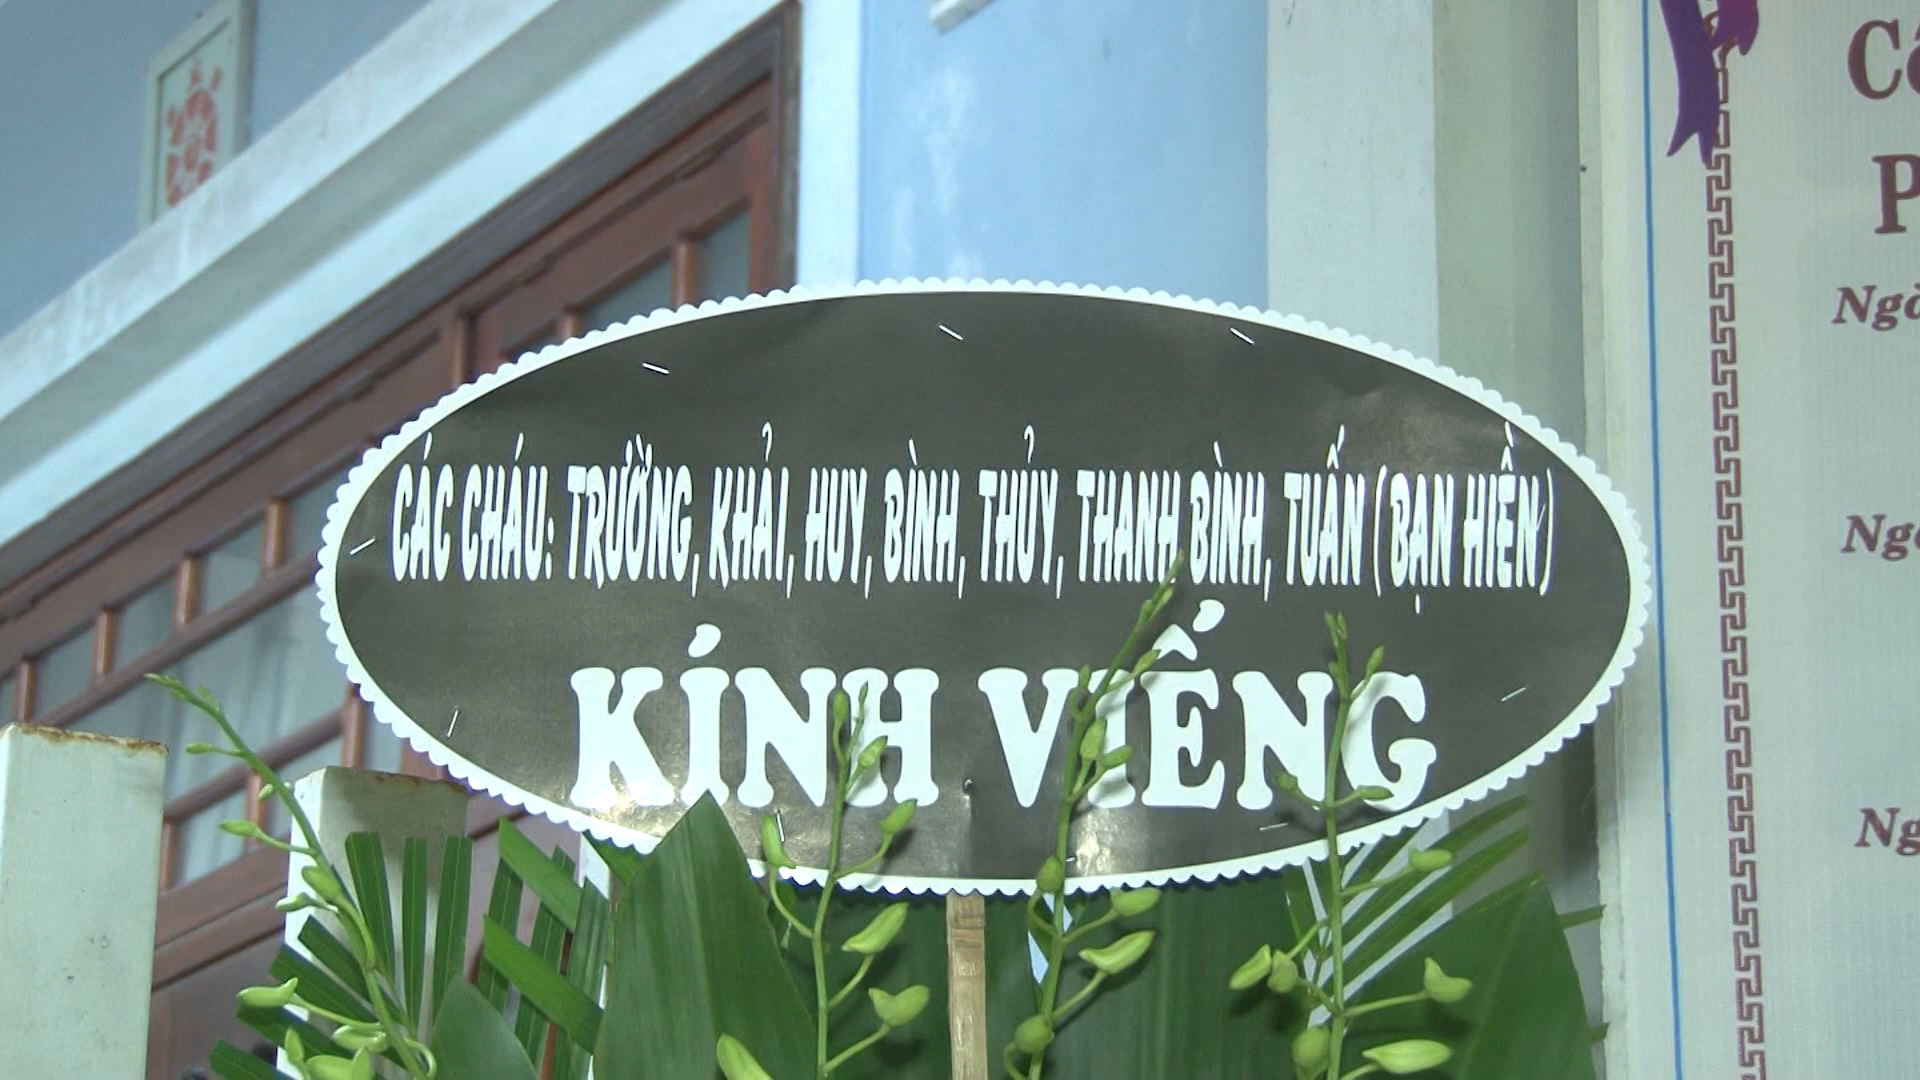 CÁC CHÁU: TRƯỜNG, KHẢI, HUY, BÌNH, THỦY, THANH BÌNH, TUẤN (BẠN HIỀN)
KÍNH VIẾNG